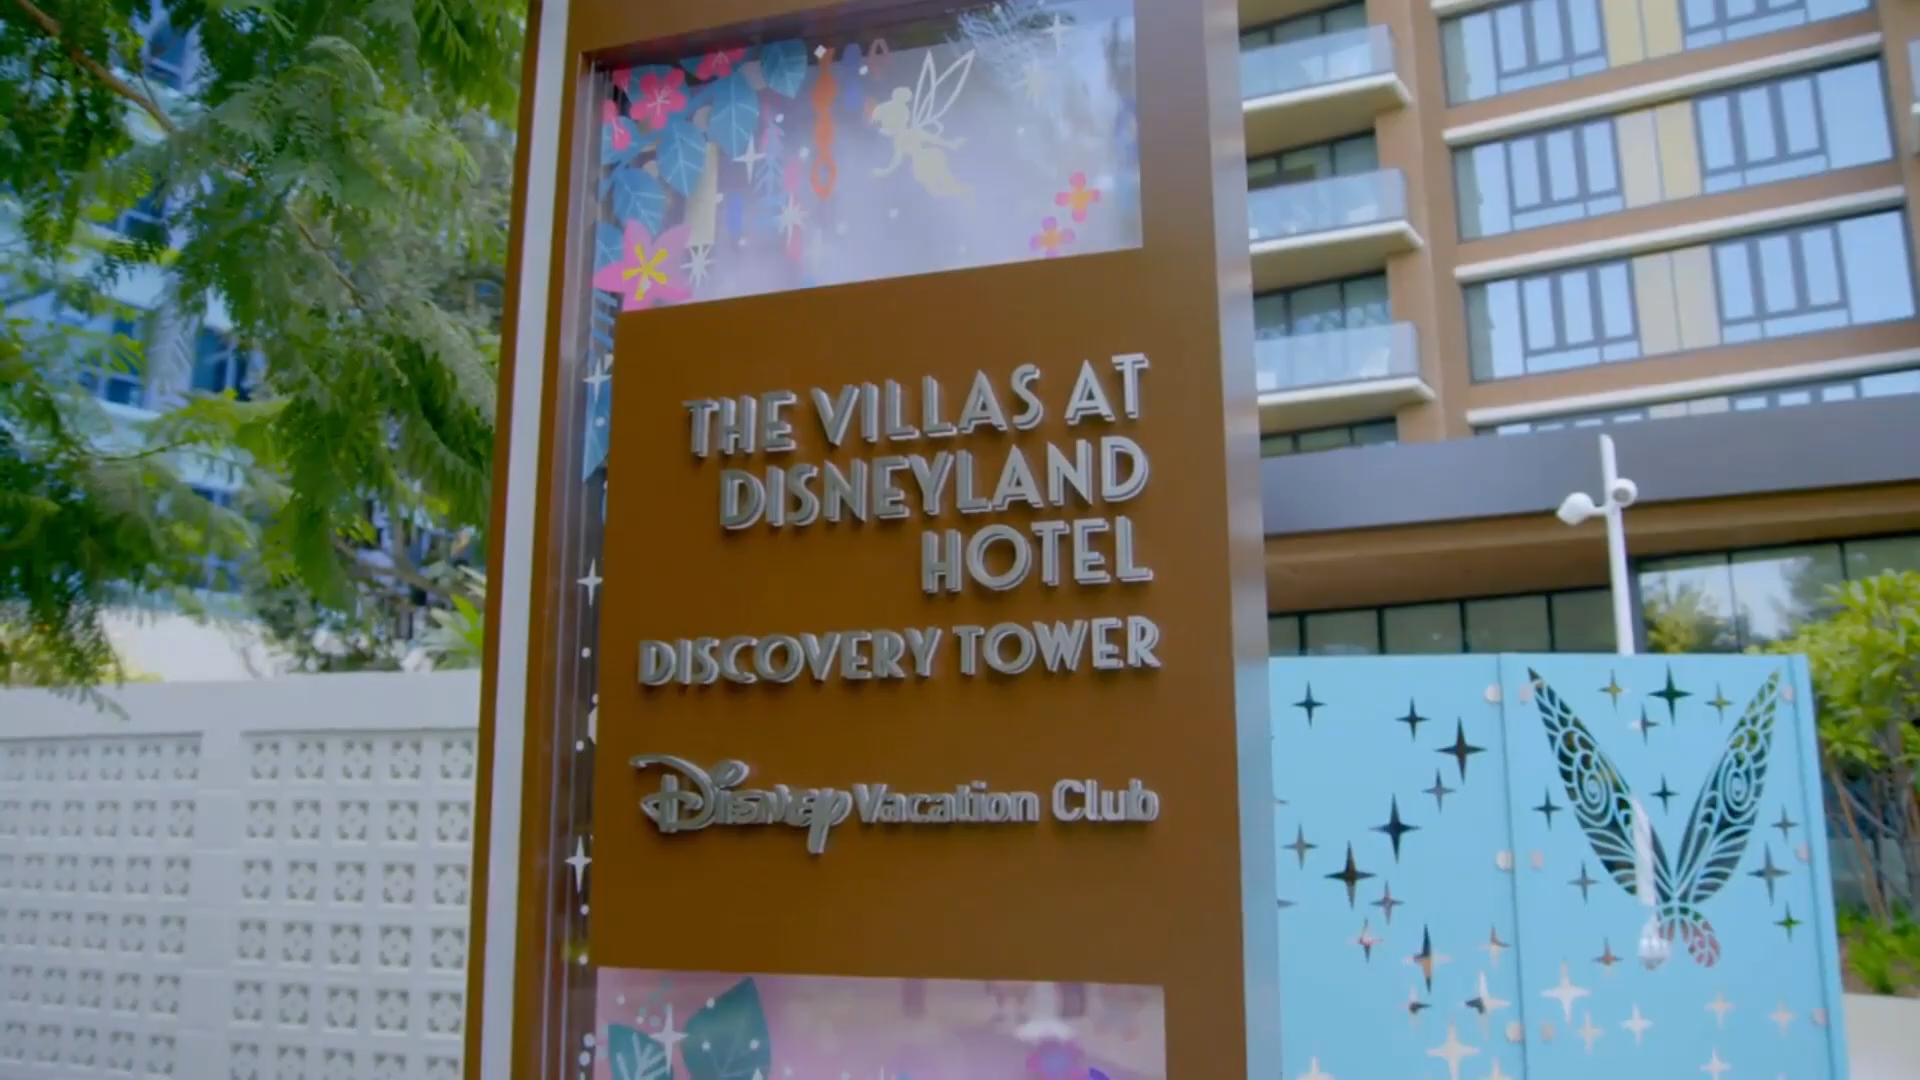 THE VILLAS AT
DISNEYLAND
HOTEL
DISCOVERY TOWER
Disney Vacation Club